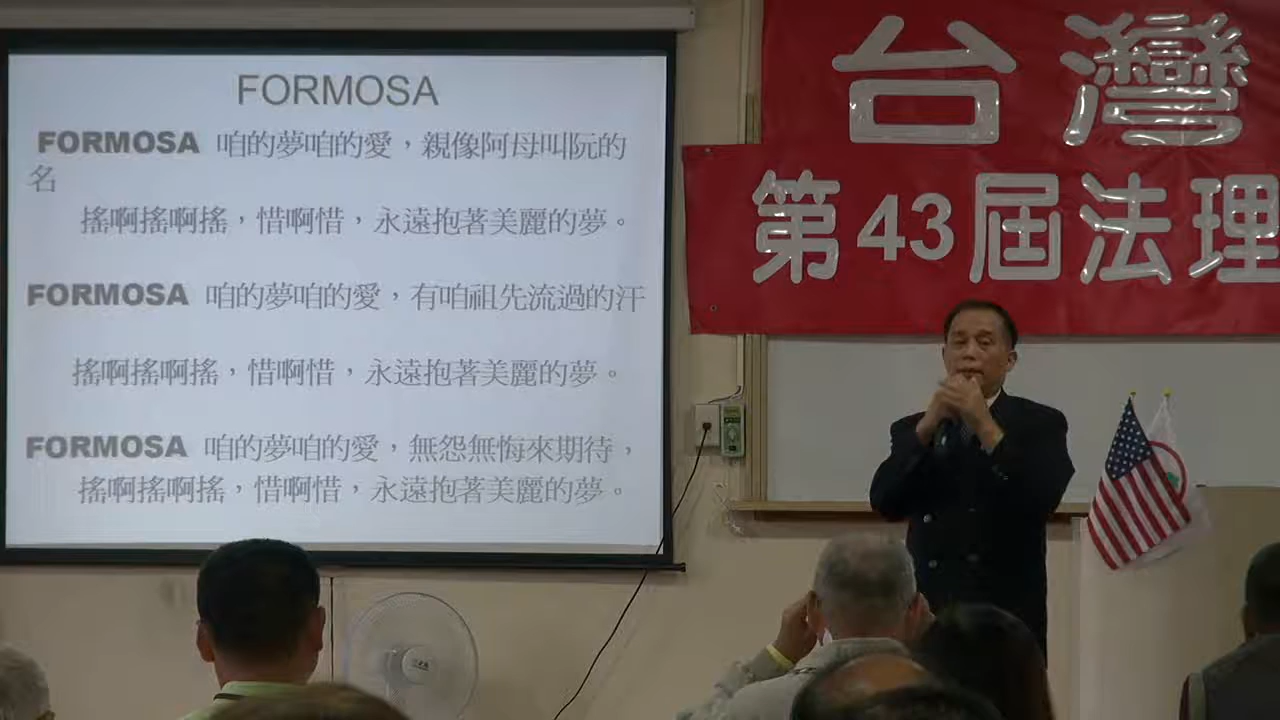 FORMOSA
FORMOSA 咱的夢咱的愛，親像阿母叫阮的
名
搖啊搖啊搖，惜啊惜，永遠抱著美麗的夢。
FORMOSA 咱的夢咱的愛，有咱祖先流過的汗
搖啊搖啊搖，惜啊惜，永遠抱著美麗的夢。
FORMOSA 咱的夢咱的愛，無怨無悔來期待，
搖啊搖啊搖，惜啊惜，永遠抱著美麗的夢。
台灣
第43屆法理